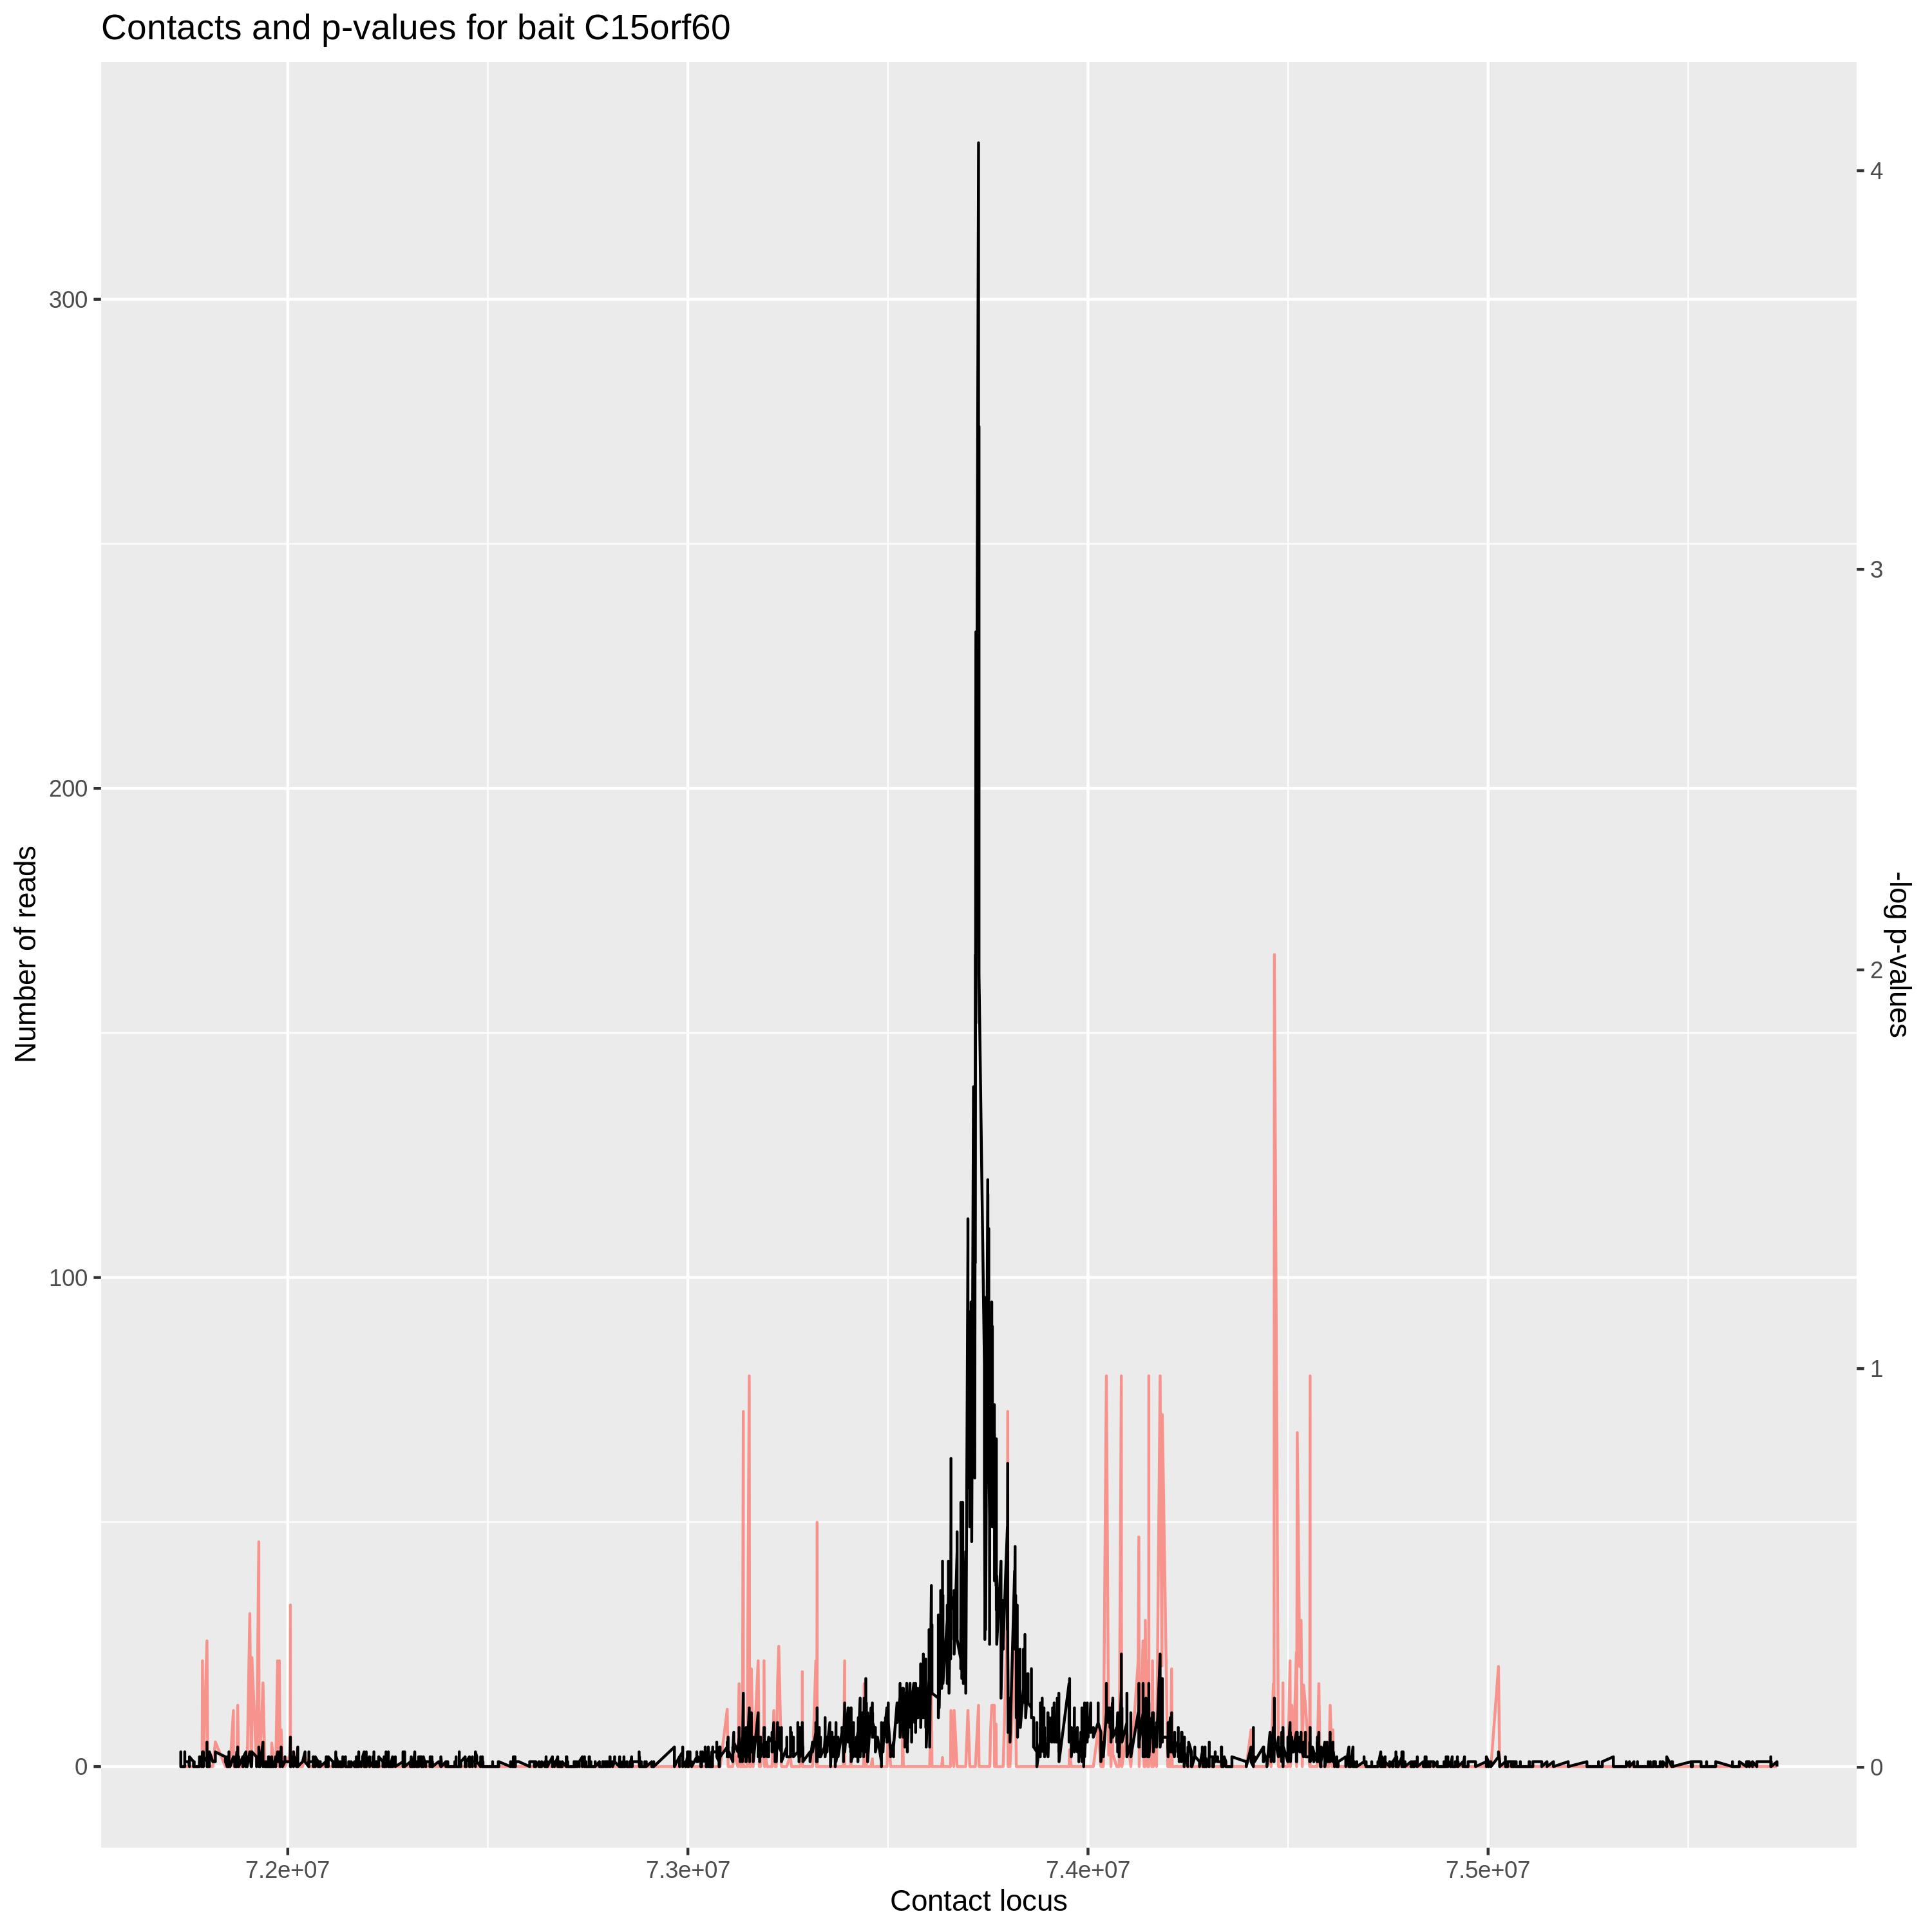 Contacts and p-values for bait C15orf60
Number of reads
300
200
100
0
4
3
2
1
0
-log p-values
7.2e+07
7.3e+07
7.4e+07
7.5e+07
Contact locus